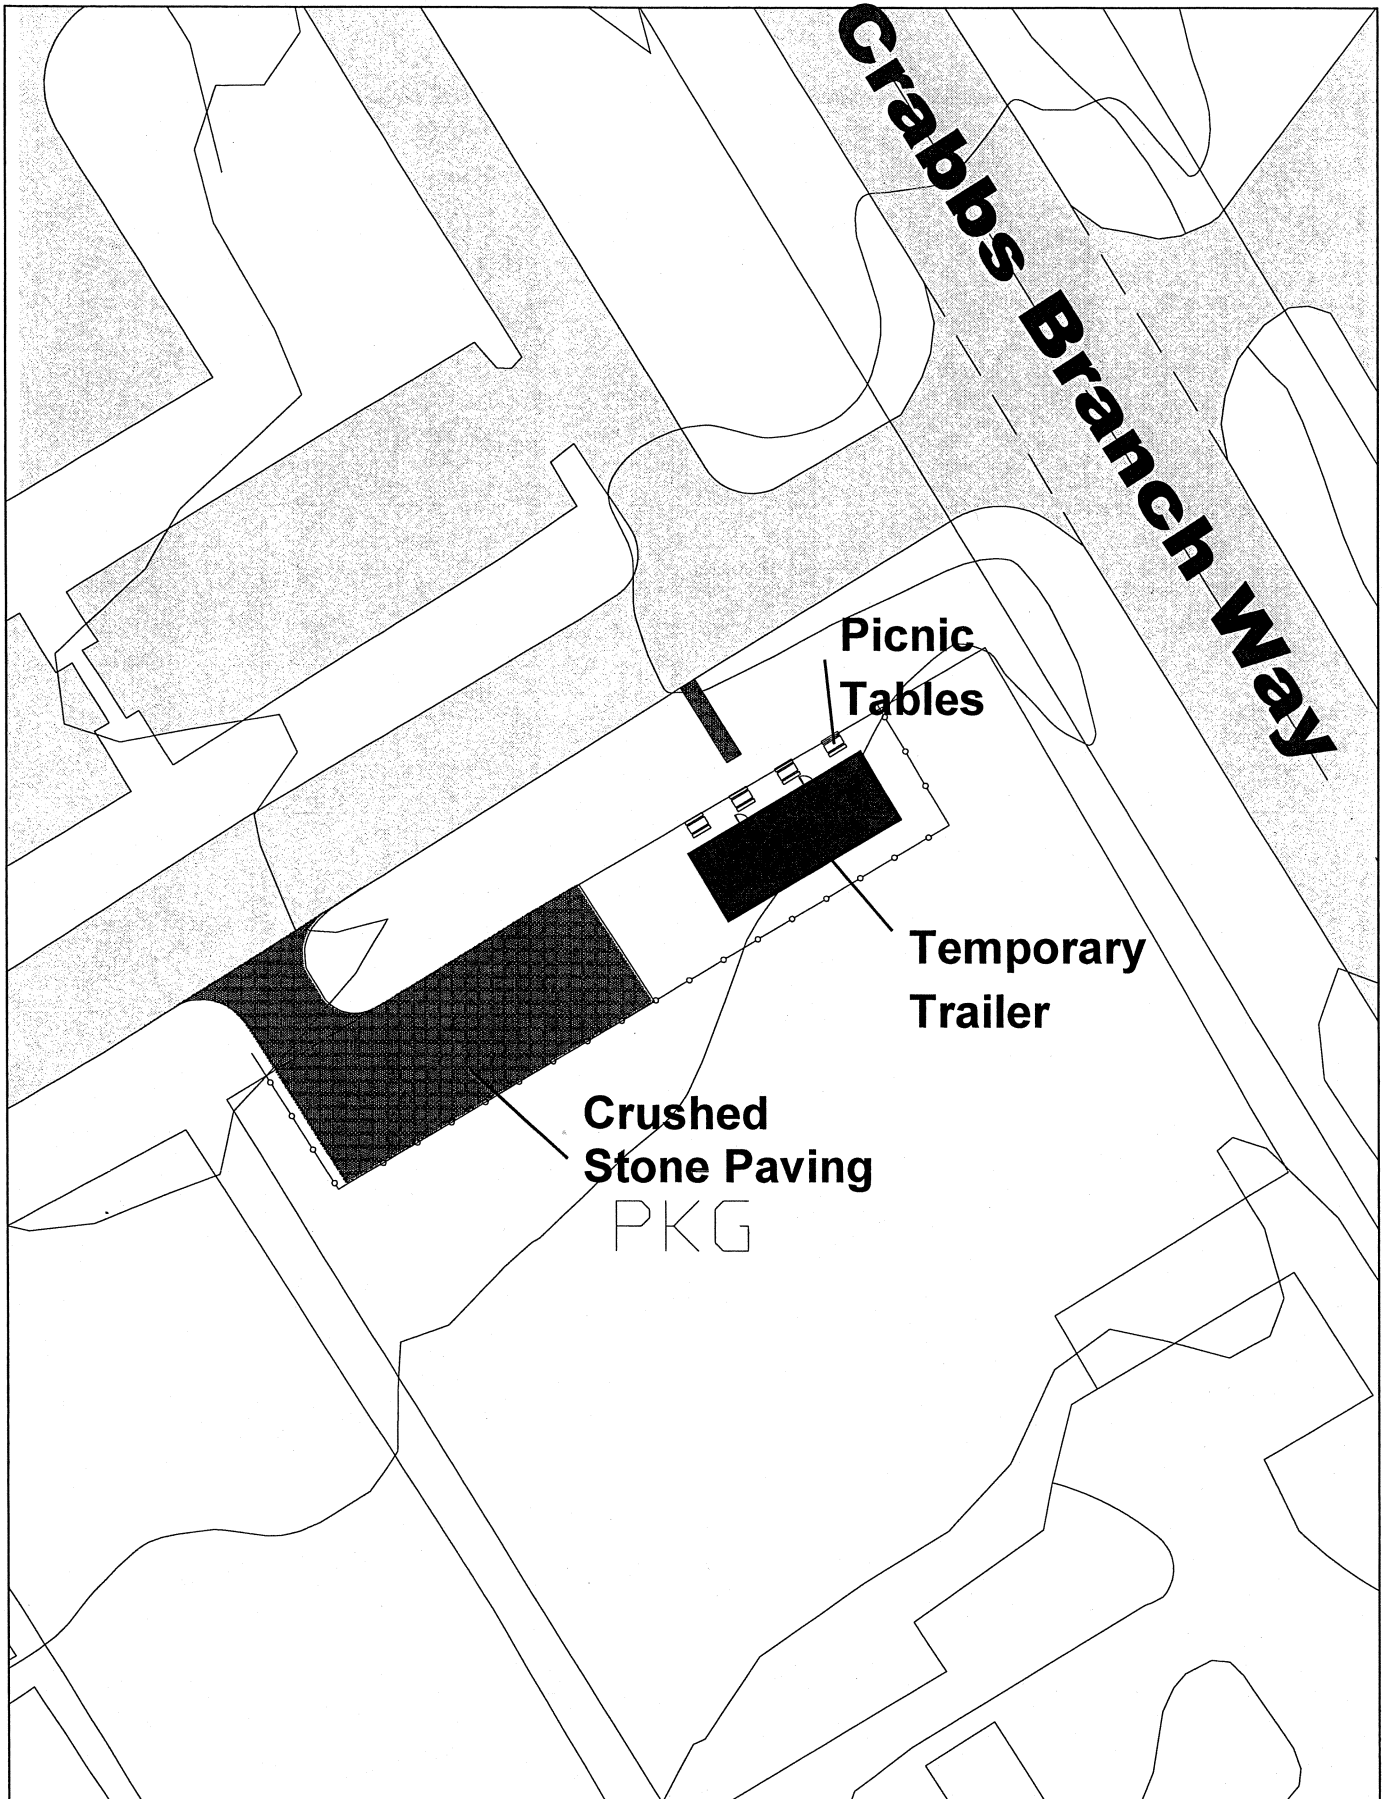 Crabbs Branch Way
Picnic
Tables
Temporary
Trailer
Crushed
Stone Paving
PKG